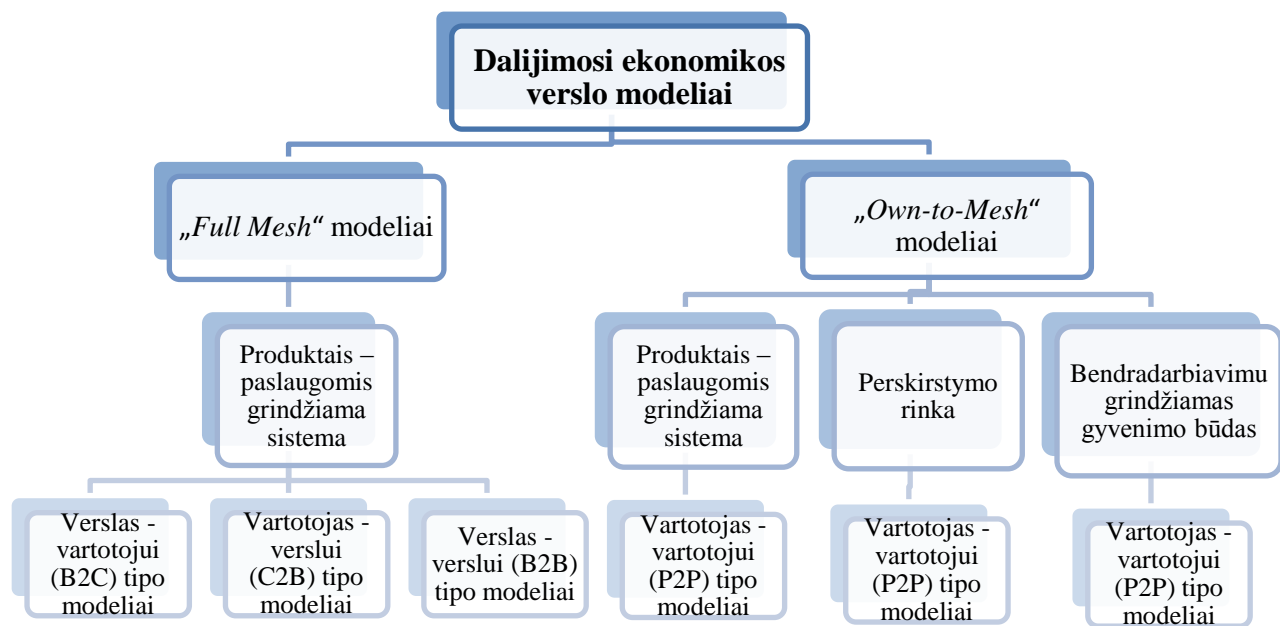 Dalijimosi ekonomikos
verslo modeliai
„Full Mesh“ modeliai
„Own-to-Mesh“
modeliai
Produktais –
paslaugomis
grindžiama
sistema
Produktais –
paslaugomis
grindžiama
sistema
Perskirstymo
rinka
Bendradarbiavimu
grindžiamas
gyvenimo būdas
Verslas -
vartotojui
(B2C) tipo
modeliai
Vartotojas -
verslui
(C2B) tipo
modeliai
Verslas -
verslui (B2B)
tipo modeliai
Vartotojas -
vartotojui
(P2P) tipo
modeliai
Vartotojas -
vartotojui
(P2P) tipo
modeliai
Vartotojas -
vartotojui
(P2P) tipo
modeliai